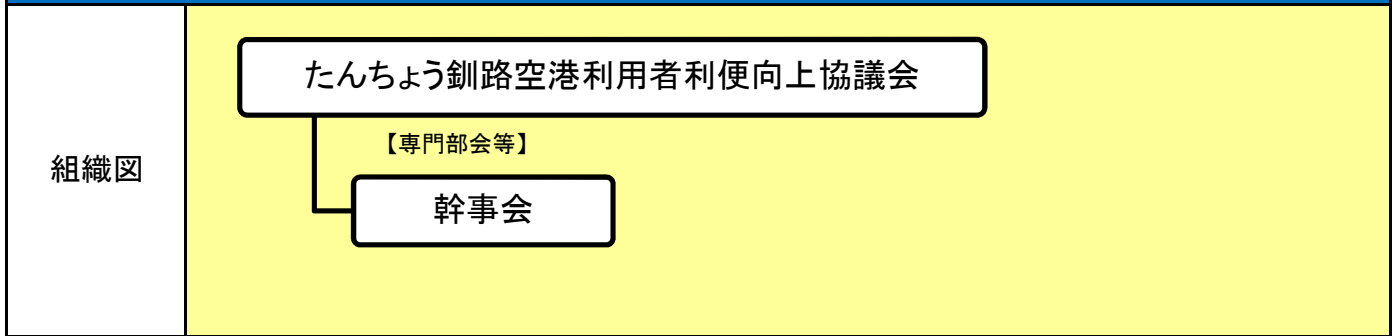 組織図
たんちょう釧路空港利用者利便向上協議会
【専門部会等】
幹事会